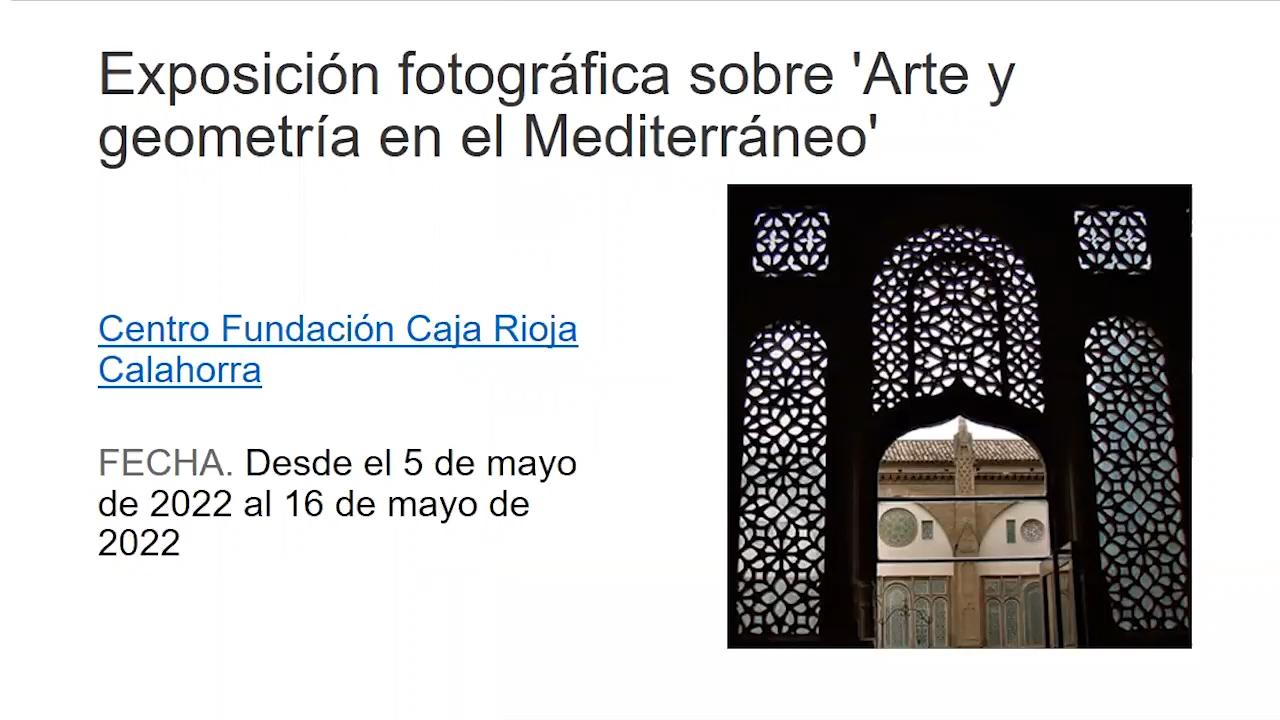 Exposición fotográfica sobre 'Arte y
geometría en el Mediterráneo'
Centro Fundación Caja Rioja
Calahorra
FECHA. Desde el 5 de mayo
de 2022 al 16 de mayo de
2022